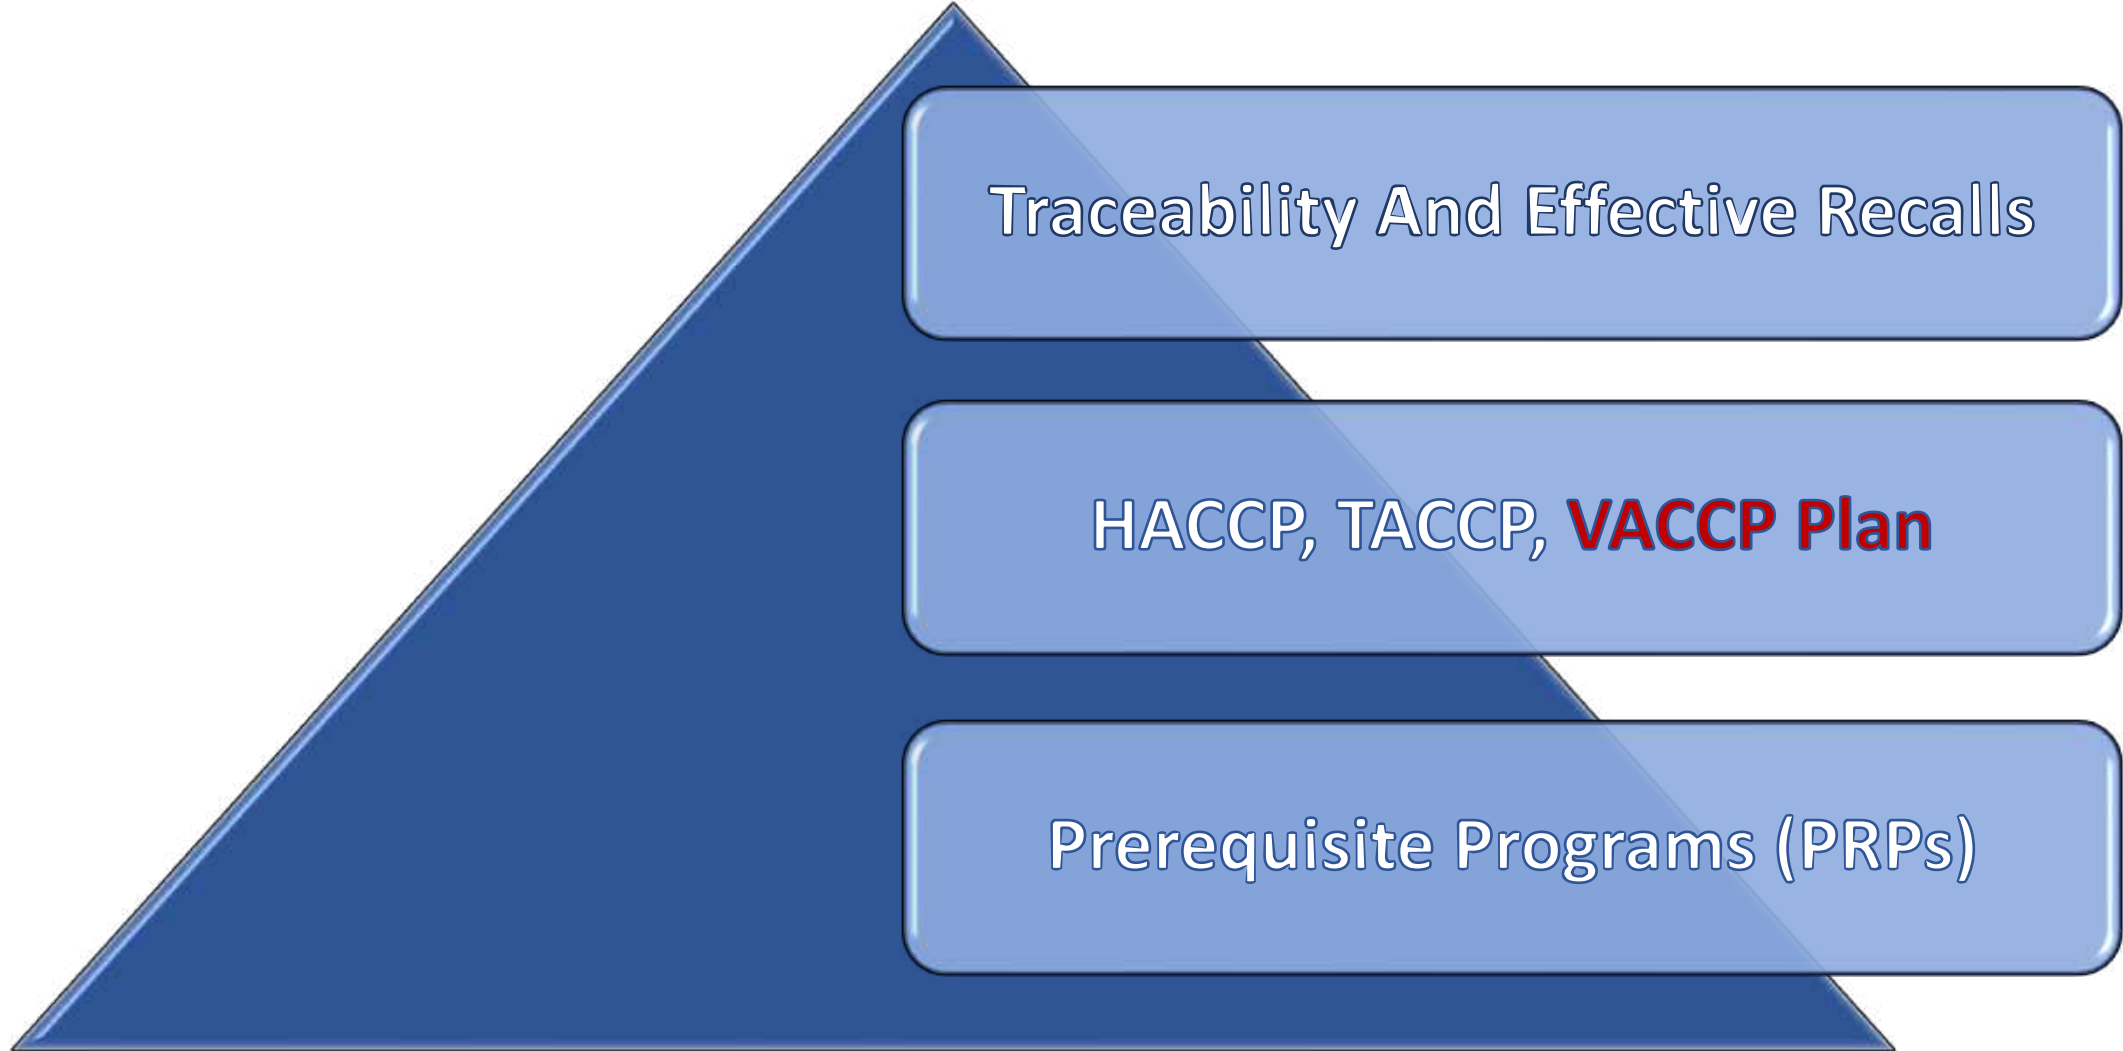 Traceability And Effective Recalls
HACCP, TACCP, VACCP Plan
Prerequisite Programs (PRPs)